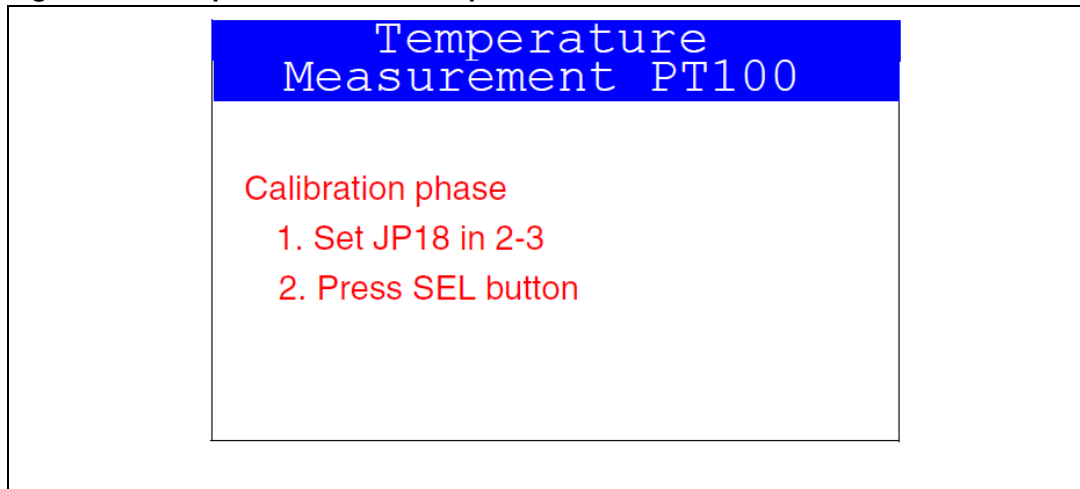 Temperature
Measurement PT100
Calibration phase
1. Set JP18 in 2-3
2. Press SEL button